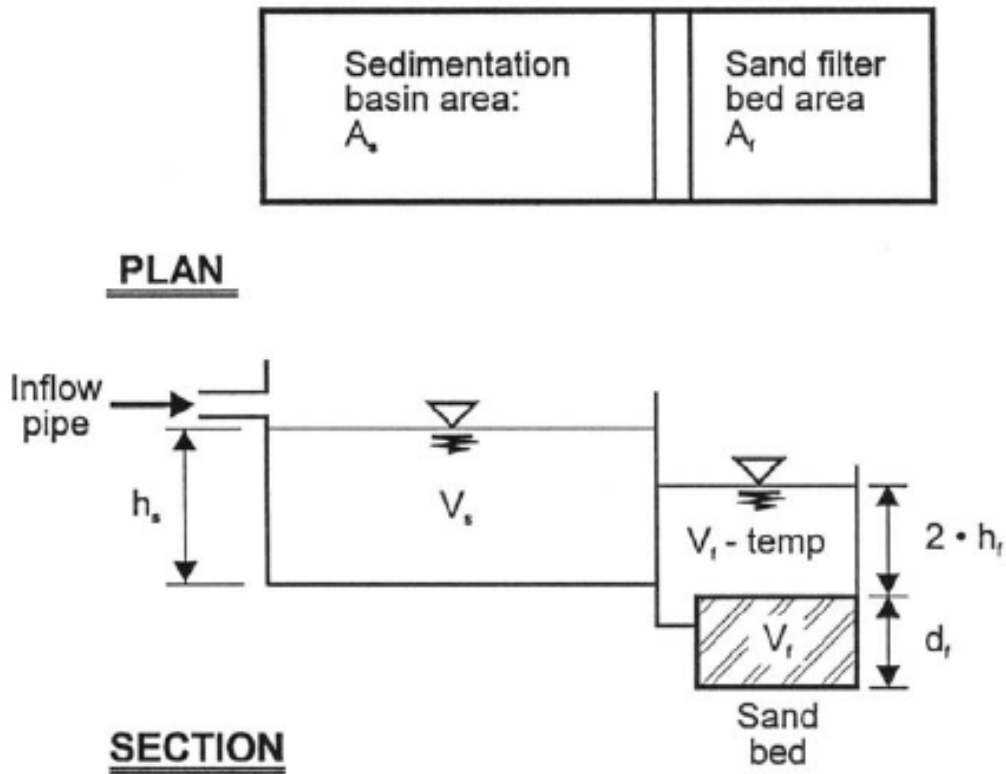 Sedimentation
basin area:
Aₛ
Sand filter
bed area
A_f
PLAN
Inflow
pipe
hₛ
Vₛ
V_f - temp
2 • h_f
V_f
d_f
Sand
bed
SECTION